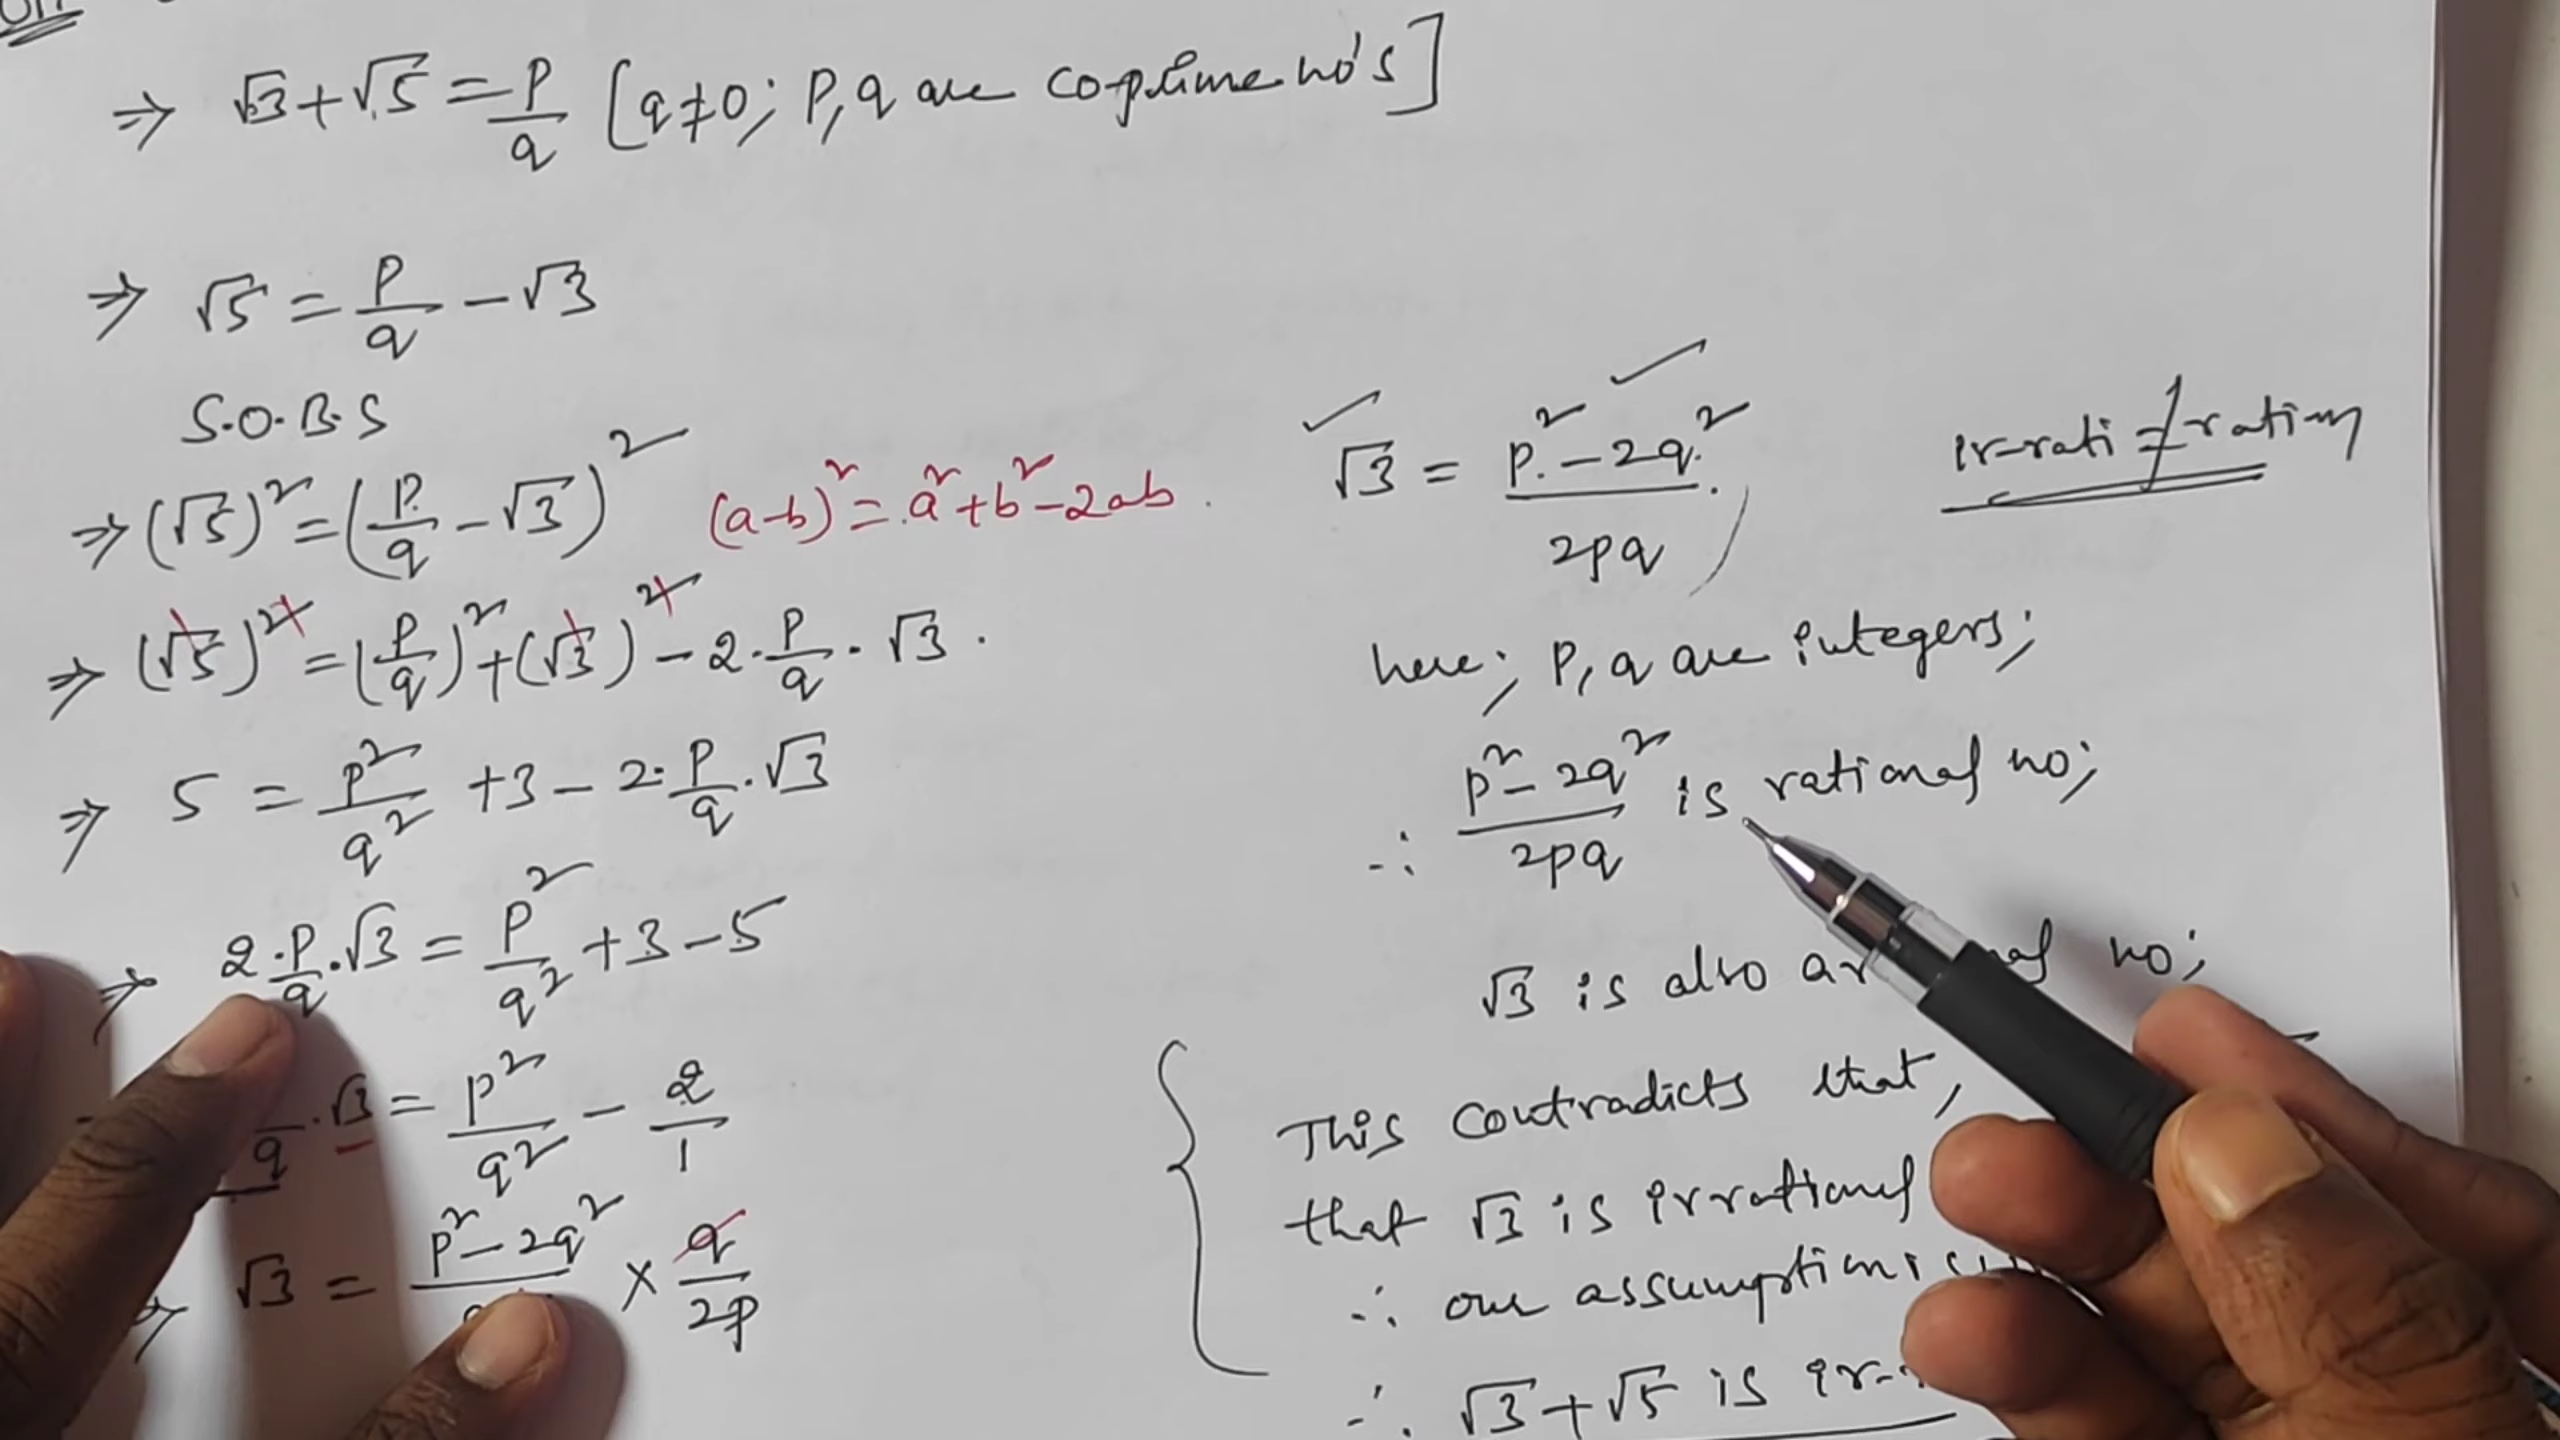 ⇒ √3+√5 = p/q [q≠0; P,q are co-prime no's]
⇒ √5 = p/q − √3
S.O.B.S
⇒ (√5)² = (p/q − √3)² (a-b)² = a²+b²−2ab
⇒ (√5)² = (p/q)² + (√3)² − 2·p/q·√3.
⇒ 5 = p²/q² +3 − 2·p/q·√3
⇒ 2·p/q·√3 = p²/q² +3−5
q ·√3 = p²/q² − 2/1
⇒ √3 = p²−2q² × q/2p
√3 = p²−2q²/2pq
ir-rati ≠ ration
here; P, q are integers;
∴ p²−2q²/2pq is rational no;
√3 is also a no;
This contradicts that,
that √3 is irrational
∴ our assumption is
∴ √3+√5 is ir-